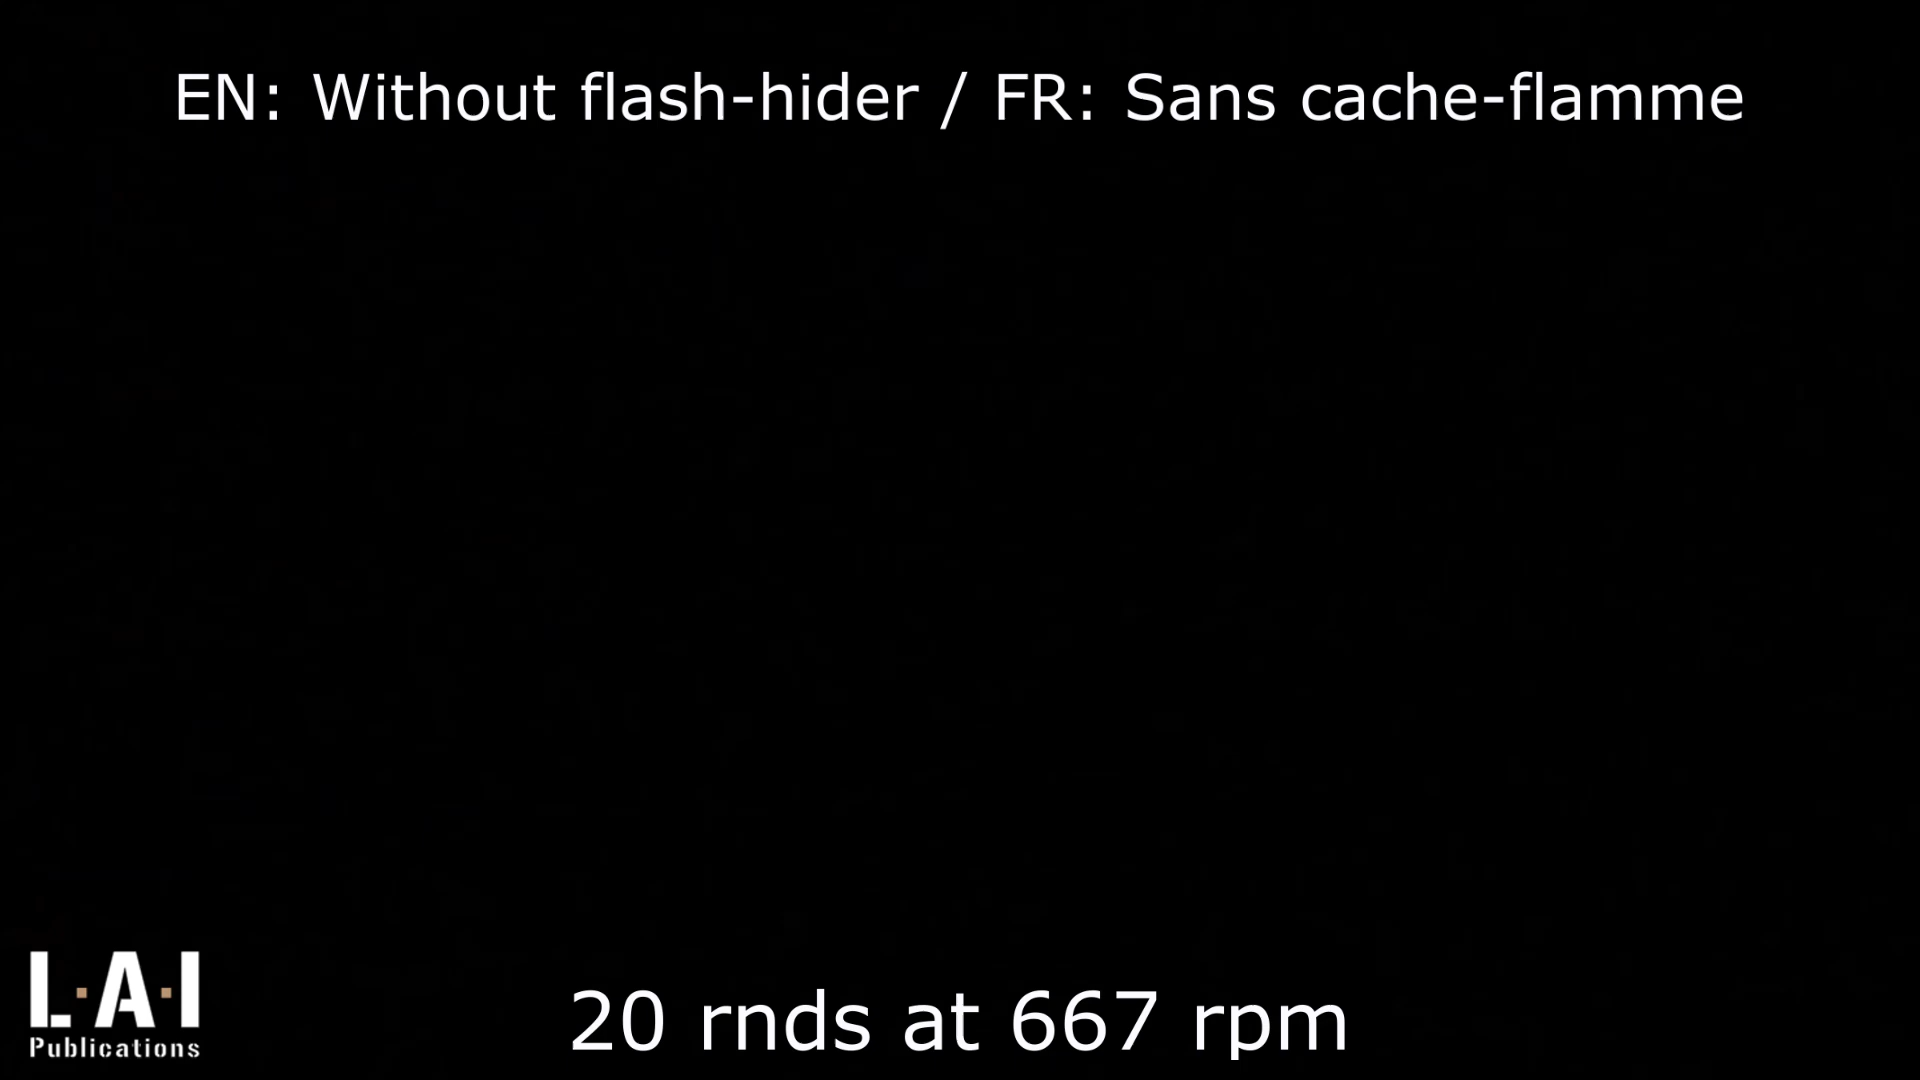 EN: Without flash-hider / FR: Sans cache-flamme
L·A·I
Publications
20 rnds at 667 rpm